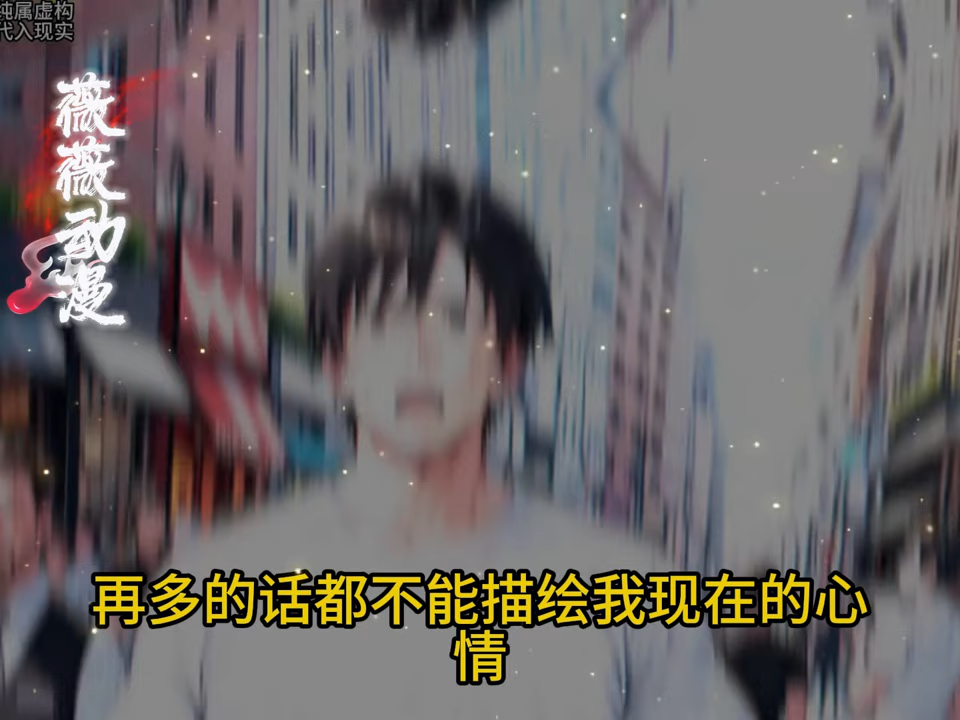 纯属虚构
代入现实
薇薇动漫
再多的话都不能描绘我现在的心
情